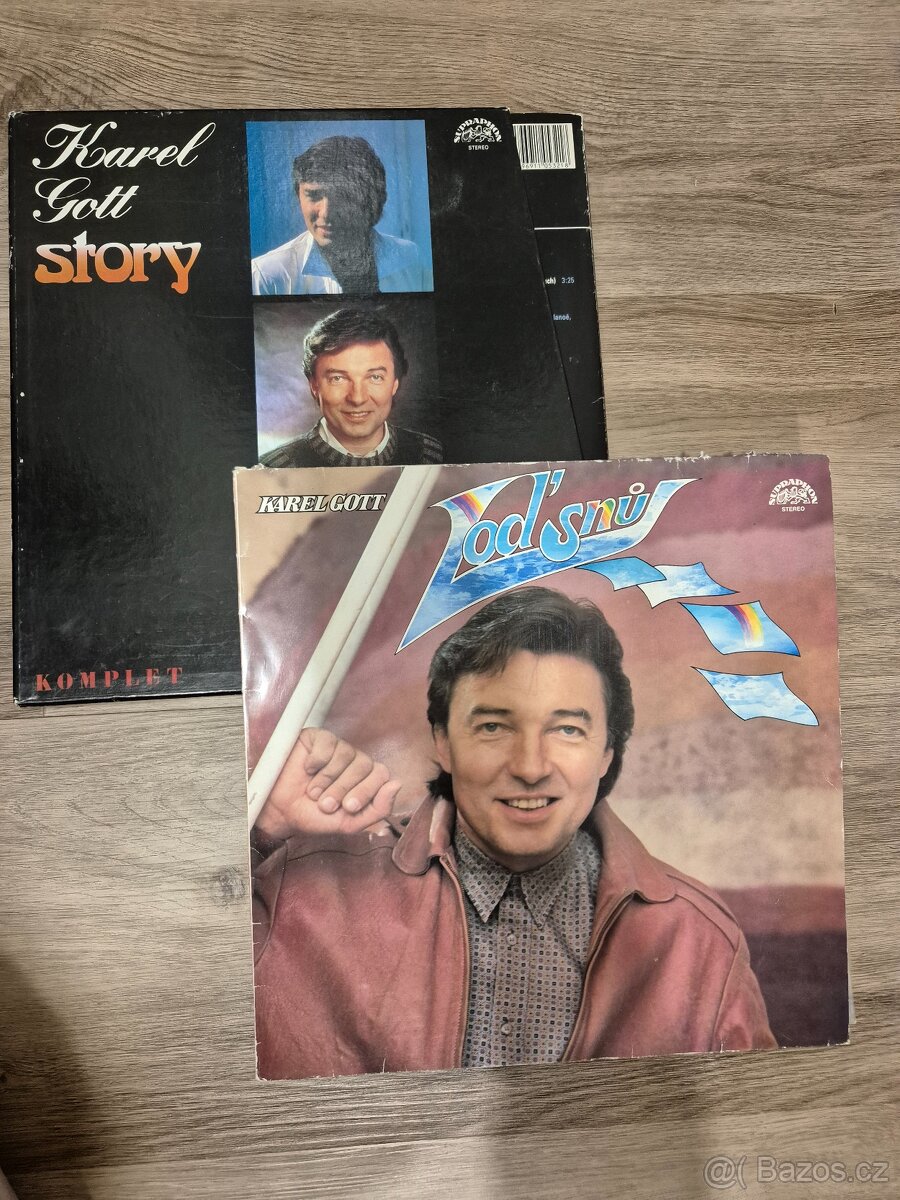 Karel
Gott
story
SUPRAPHON
STEREO
3:25
KOMPLET
KAREL GOTT
Loď snů
SUPRAPHON
STEREO
@ Bazos.cz